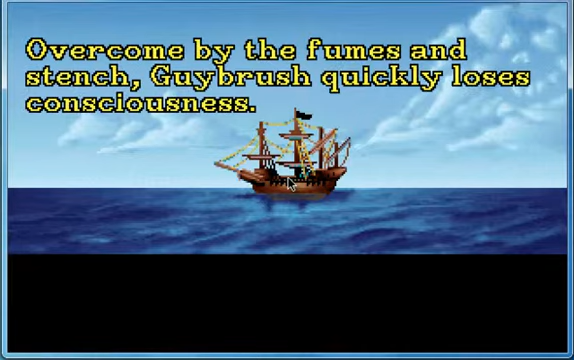 Overcome by the fumes and
stench, Guybrush quickly loses
consciousness.